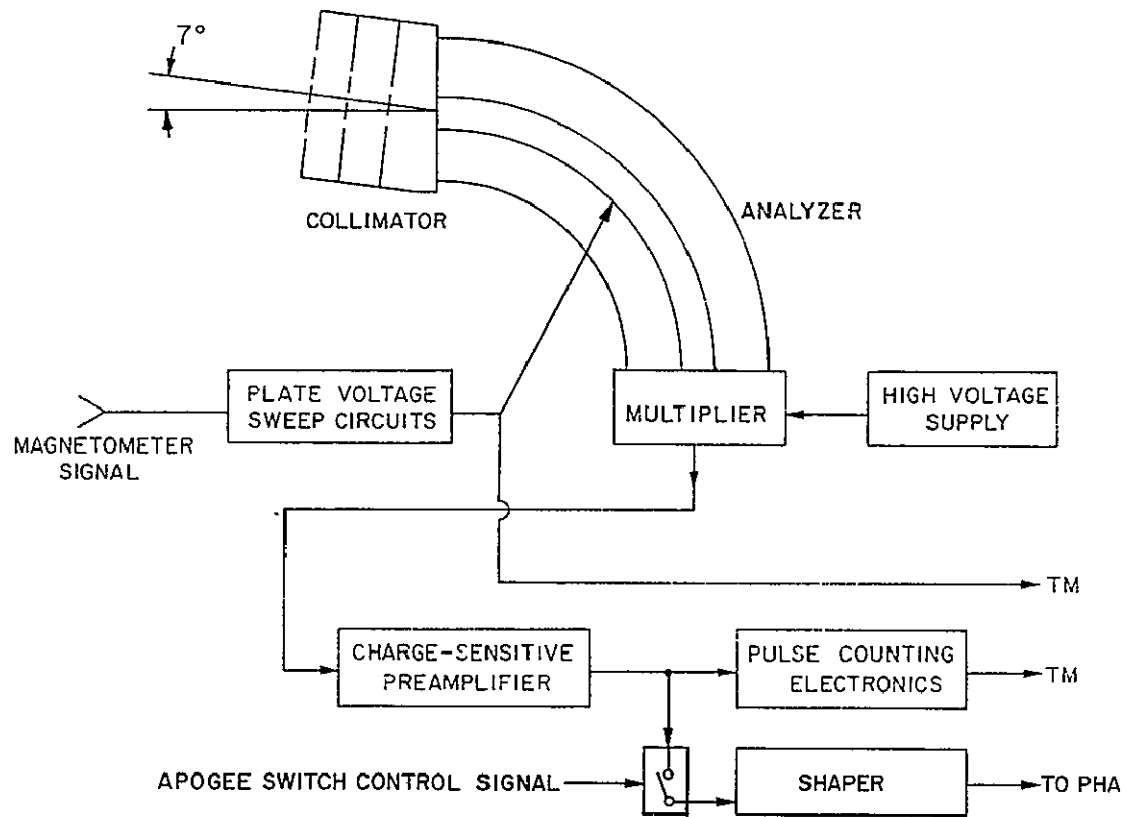 7°
COLLIMATOR
ANALYZER
PLATE VOLTAGE
SWEEP CIRCUITS
MULTIPLIER
HIGH VOLTAGE
SUPPLY
MAGNETOMETER
SIGNAL
TM
CHARGE-SENSITIVE
PREAMPLIFIER
PULSE COUNTING
ELECTRONICS
TM
APOGEE SWITCH CONTROL SIGNAL
SHAPER
TO PHA